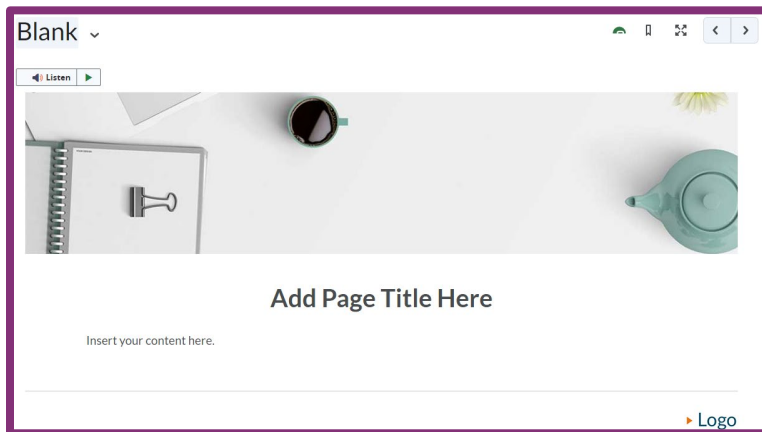 Blank
Listen
Add Page Title Here
Insert your content here.
Logo